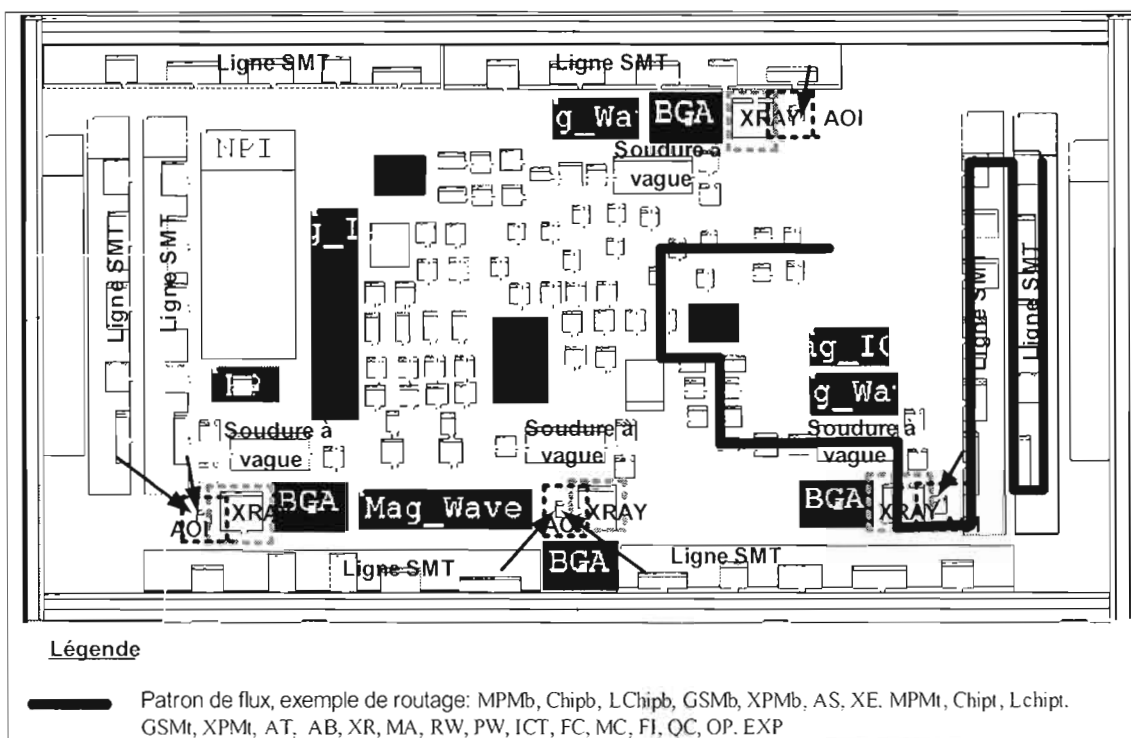 Ligne SMT
Ligne SMT
g_Wa
BGA
XRAY
AOI
NPI
Soudure à
vague
g_I
Ligne SMT
Ligne SMT
Ligne SMT
Ligne SMT
ag_IC
g_Wa
Soudure à
vague
Soudure à
vague
Soudure à
vague
BGA
XRAY
AOI
BGA
Mag_Wave
XRAY
BGA
XRAY
Ligne SMT
BGA
Ligne SMT
Légende
Patron de flux, exemple de routage: MPMb, Chipb, LChipb, GSMb, XPMb, AS, XE. MPMt, Chipt, Lchipt.
GSMt, XPMt, AT, AB, XR, MA, RW, PW, ICT, FC, MC, FI, QC, OP. EXP